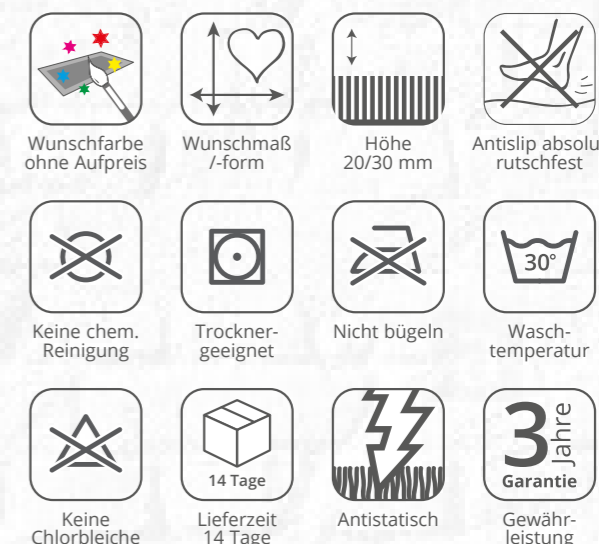 Wunschfarbe
ohne Aufpreis
Wunschmaß
/-form
Höhe
20/30 mm
Antislip absolu
rutschfest
30°
Keine chem.
Reinigung
Trockner-
geeignet
Nicht bügeln
Wasch-
temperatur
14 Tage
3 Jahre
Garantie
Keine
Chlorbleiche
Lieferzeit
14 Tage
Antistatisch
Gewähr-
leistung